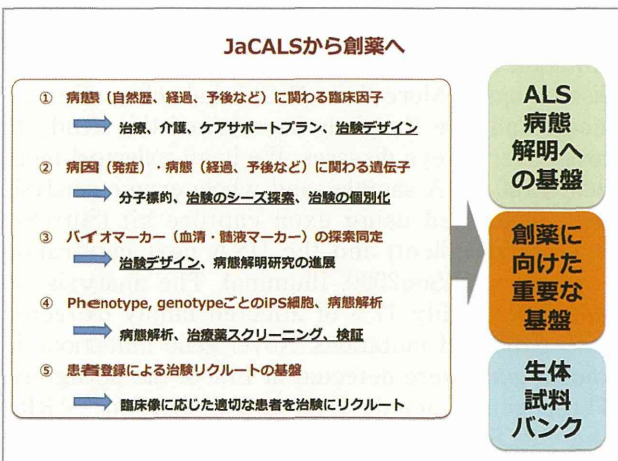 JaCALSから創薬へ
① 病態（自然歴、経過、予後など）に関わる臨床因子
治療、介護、ケアサポートプラン、治験デザイン
② 病因（発症）・病態（経過、予後など）に関わる遺伝子
分子標的、治験のシーズ探索、治験の個別化
③ バイオマーカー（血清・髄液マーカー）の探索同定
治験デザイン、病態解明研究の進展
④ Phenotype, genotypeごとのiPS細胞、病態解析
病態解析、治療薬スクリーニング、検証
⑤ 患者登録による治験リクルートの基盤
臨床像に応じた適切な患者を治験にリクルート
ALS
病態
解明へ
の基盤
創薬に
向けた
重要な
基盤
生体
試料
バンク